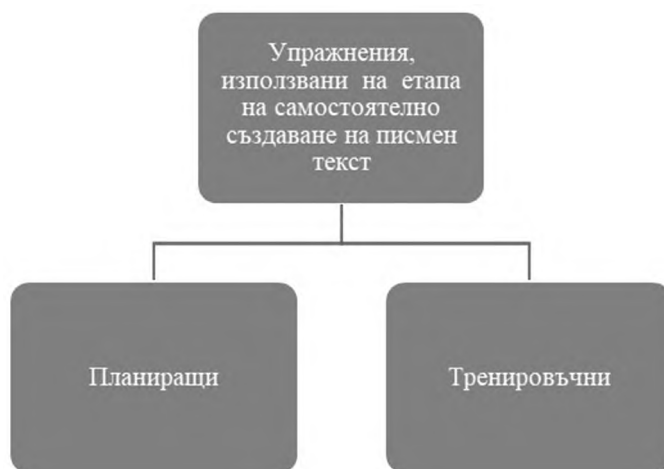 Упражнения,
използвани на етапа
на самостоятелно
създаване на писмен
текст
Планиращи
Тренировъчни